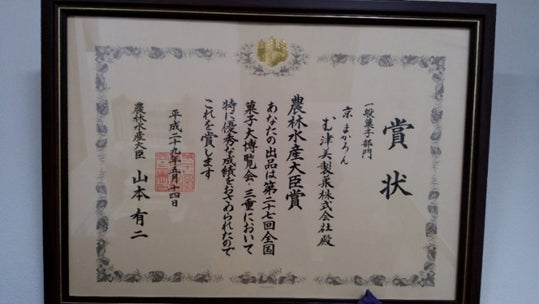 賞状
一般菓子部門
京まかろん
む津美製菓株式会社殿
農林水産大臣賞
あなたの出品は第二十七回全国
菓子大博覧会・三重において
特に優秀な成績をおさめられたので
これを賞します
平成二十九年五月十四日
農林水産大臣 山本有二